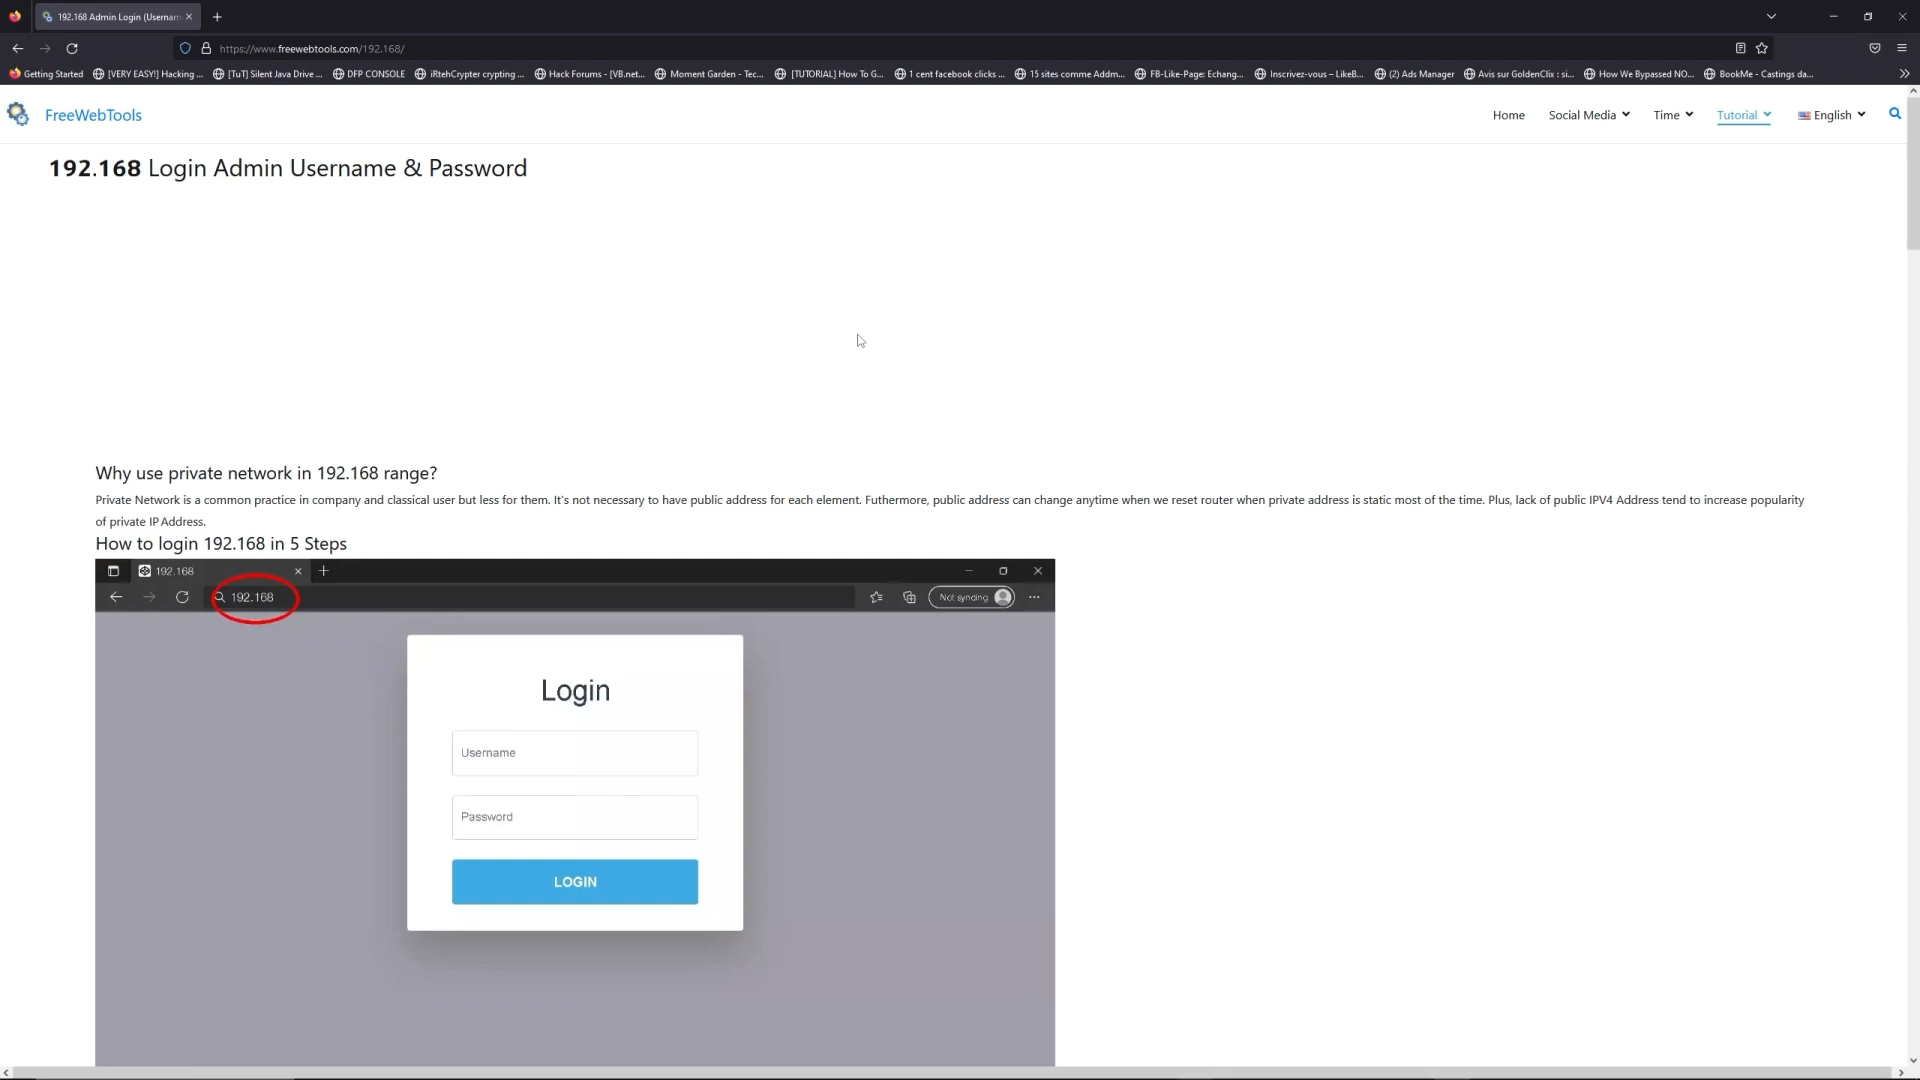 192.168 Admin Login (Usernam
https://www.freewebtools.com/192.168/
Getting Started
[VERY EASY!] Hacking ...
[TuT] Silent Java Drive ...
DFP CONSOLE
iRtehCrypter crypting ...
Hack Forums - [VB.net...
Moment Garden - Tec...
[TUTORIAL] How To G...
1 cent facebook clicks ...
15 sites comme Addm...
FB-Like-Page: Echang...
Inscrivez-vous – LikeB...
(2) Ads Manager
Avis sur GoldenClix : si...
How We Bypassed NO...
BookMe - Castings da...
FreeWebTools
Home
Social Media
Time
Tutorial
English
192.168 Login Admin Username & Password
Why use private network in 192.168 range?
Private Network is a common practice in company and classical user but less for them. It's not necessary to have public address for each element. Futhermore, public address can change anytime when we reset router when private address is static most of the time. Plus, lack of public IPV4 Address tend to increase popularity
of private IP Address.
How to login 192.168 in 5 Steps
192.168
192.168
Not syncing
Login
Username
Password
LOGIN